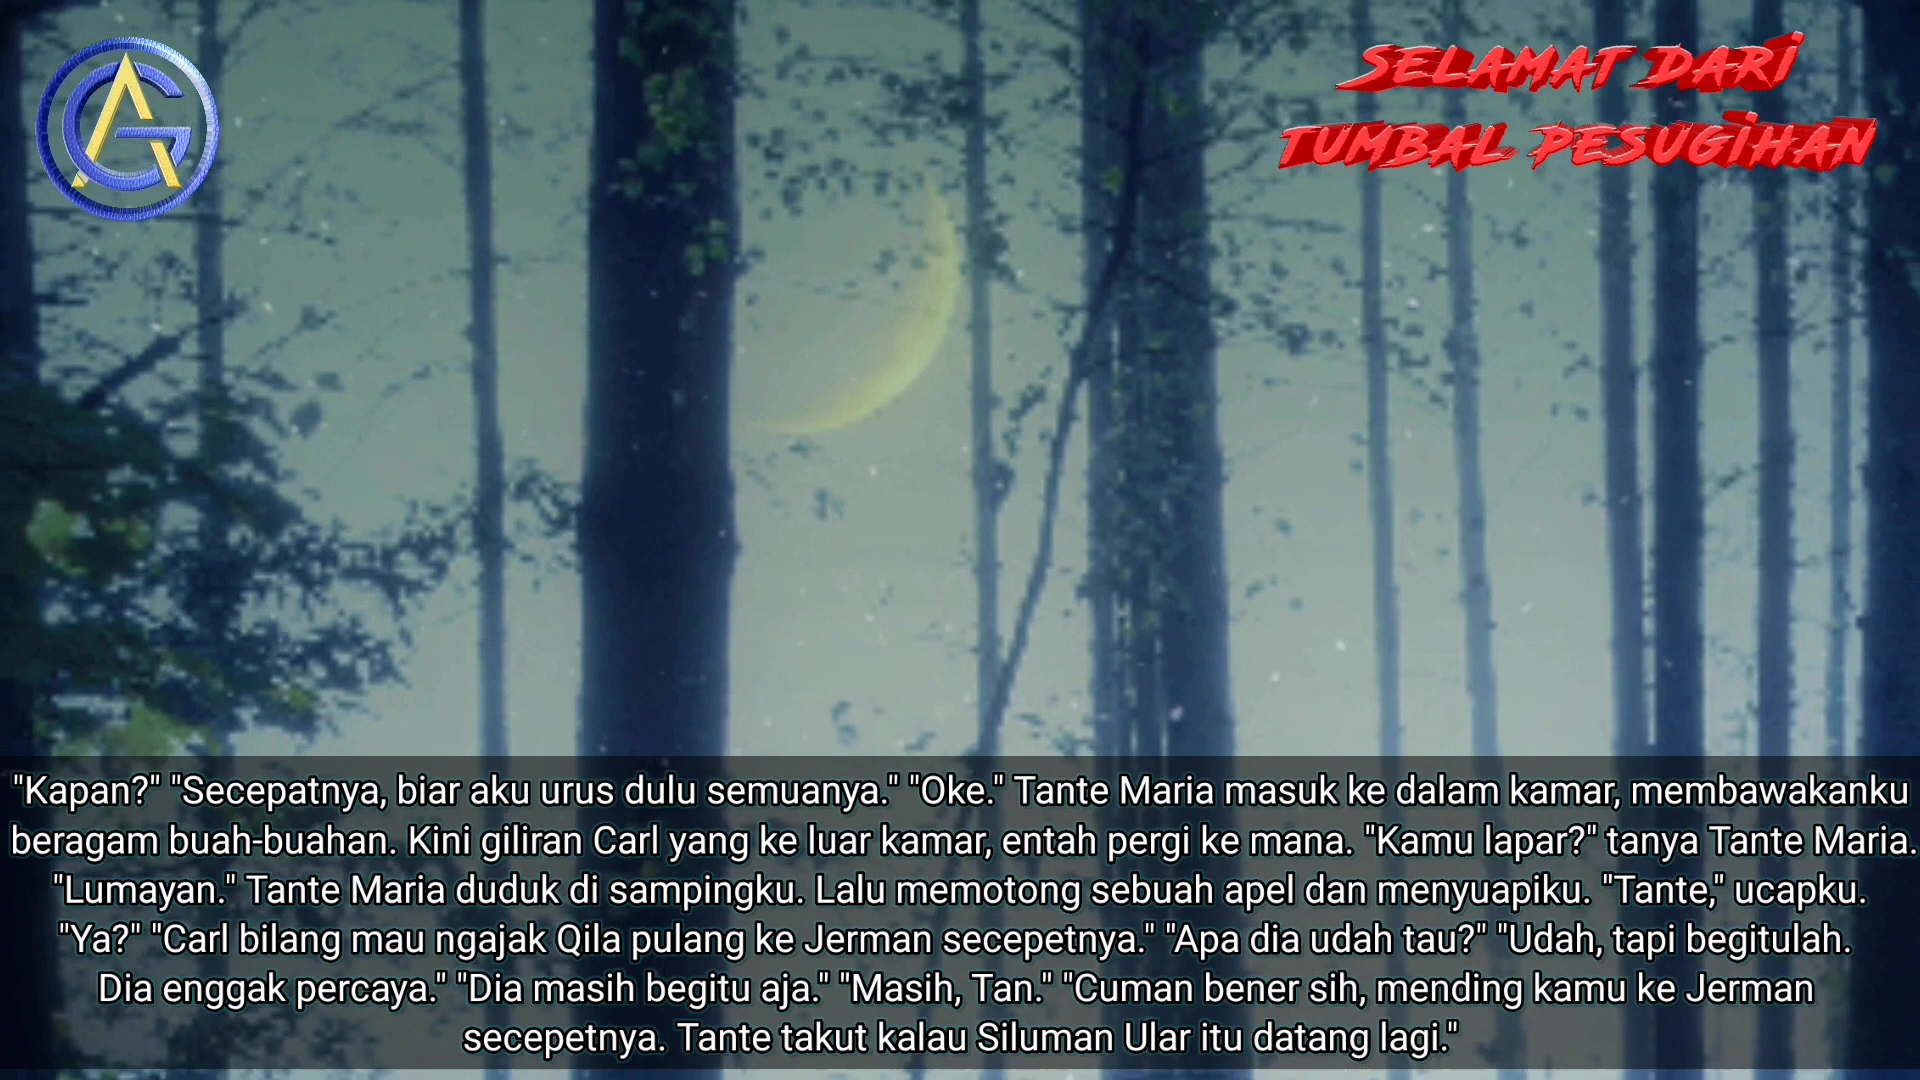 SELAMAT DARI
TUMBAL PESUGIHAN
"Kapan?" "Secepatnya, biar aku urus dulu semuanya." "Oke." Tante Maria masuk ke dalam kamar, membawakanku
beragam buah-buahan. Kini giliran Carl yang ke luar kamar, entah pergi ke mana. "Kamu lapar?" tanya Tante Maria.
"Lumayan." Tante Maria duduk di sampingku. Lalu memotong sebuah apel dan menyuapiku. "Tante," ucapku.
"Ya?" "Carl bilang mau ngajak Qila pulang ke Jerman secepetnya." "Apa dia udah tau?" "Udah, tapi begitulah.
Dia enggak percaya." "Dia masih begitu aja." "Masih, Tan." "Cuman bener sih, mending kamu ke Jerman
secepetnya. Tante takut kalau Siluman Ular itu datang lagi."